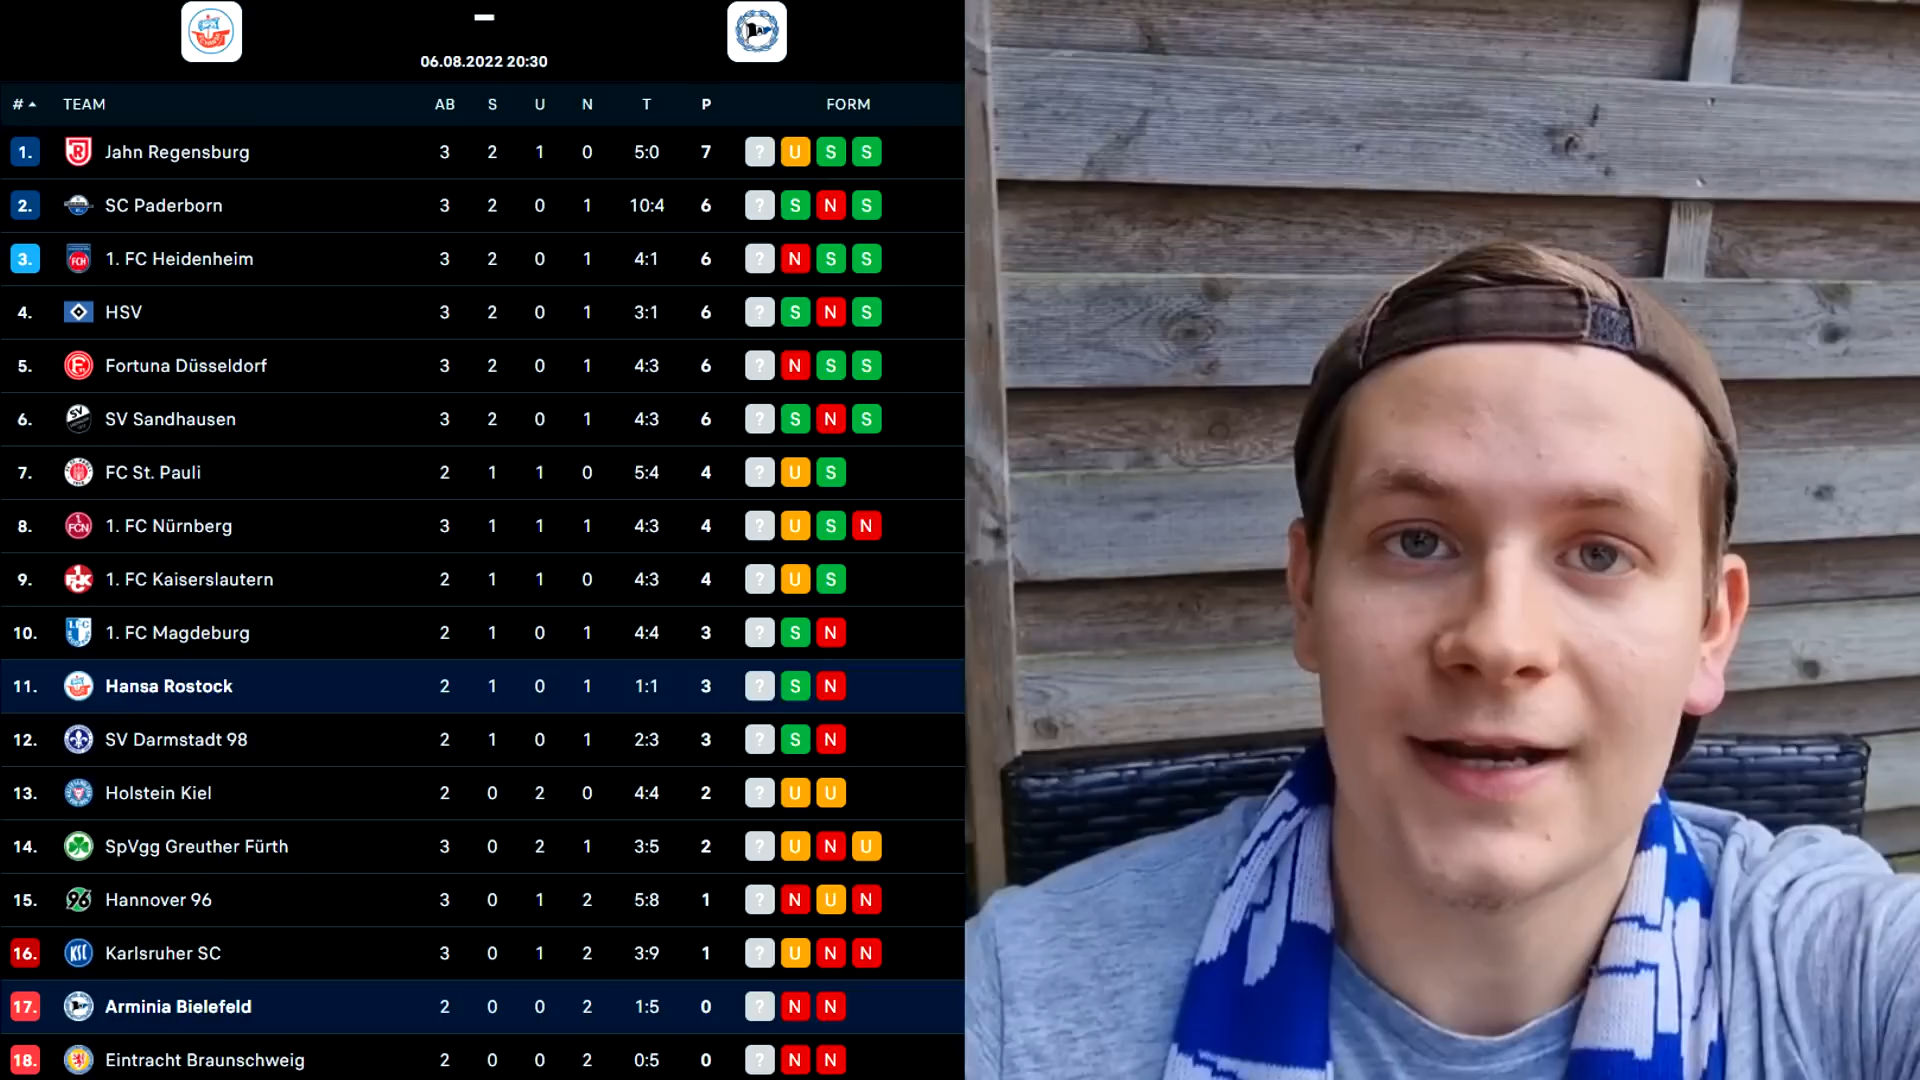 06.08.2022 20:30
# TEAM AB S U N T P FORM
1. Jahn Regensburg 3 2 1 0 5:0 7 ? U S S
2. SC Paderborn 3 2 0 1 10:4 6 ? S N S
3. 1. FC Heidenheim 3 2 0 1 4:1 6 ? N S S
4. HSV 3 2 0 1 3:1 6 ? S N S
5. Fortuna Düsseldorf 3 2 0 1 4:3 6 ? N S S
6. SV Sandhausen 3 2 0 1 4:3 6 ? S N S
7. FC St. Pauli 2 1 1 0 5:4 4 ? U S
8. 1. FC Nürnberg 3 1 1 1 4:3 4 ? U S N
9. 1. FC Kaiserslautern 2 1 1 0 4:3 4 ? U S
10. 1. FC Magdeburg 2 1 0 1 4:4 3 ? S N
11. Hansa Rostock 2 1 0 1 1:1 3 ? S N
12. SV Darmstadt 98 2 1 0 1 2:3 3 ? S N
13. Holstein Kiel 2 0 2 0 4:4 2 ? U U
14. SpVgg Greuther Fürth 3 0 2 1 3:5 2 ? U N U
15. Hannover 96 3 0 1 2 5:8 1 ? N U N
16. Karlsruher SC 3 0 1 2 3:9 1 ? U N N
17. Arminia Bielefeld 2 0 0 2 1:5 0 ? N N
18. Eintracht Braunschweig 2 0 0 2 0:5 0 ? N N